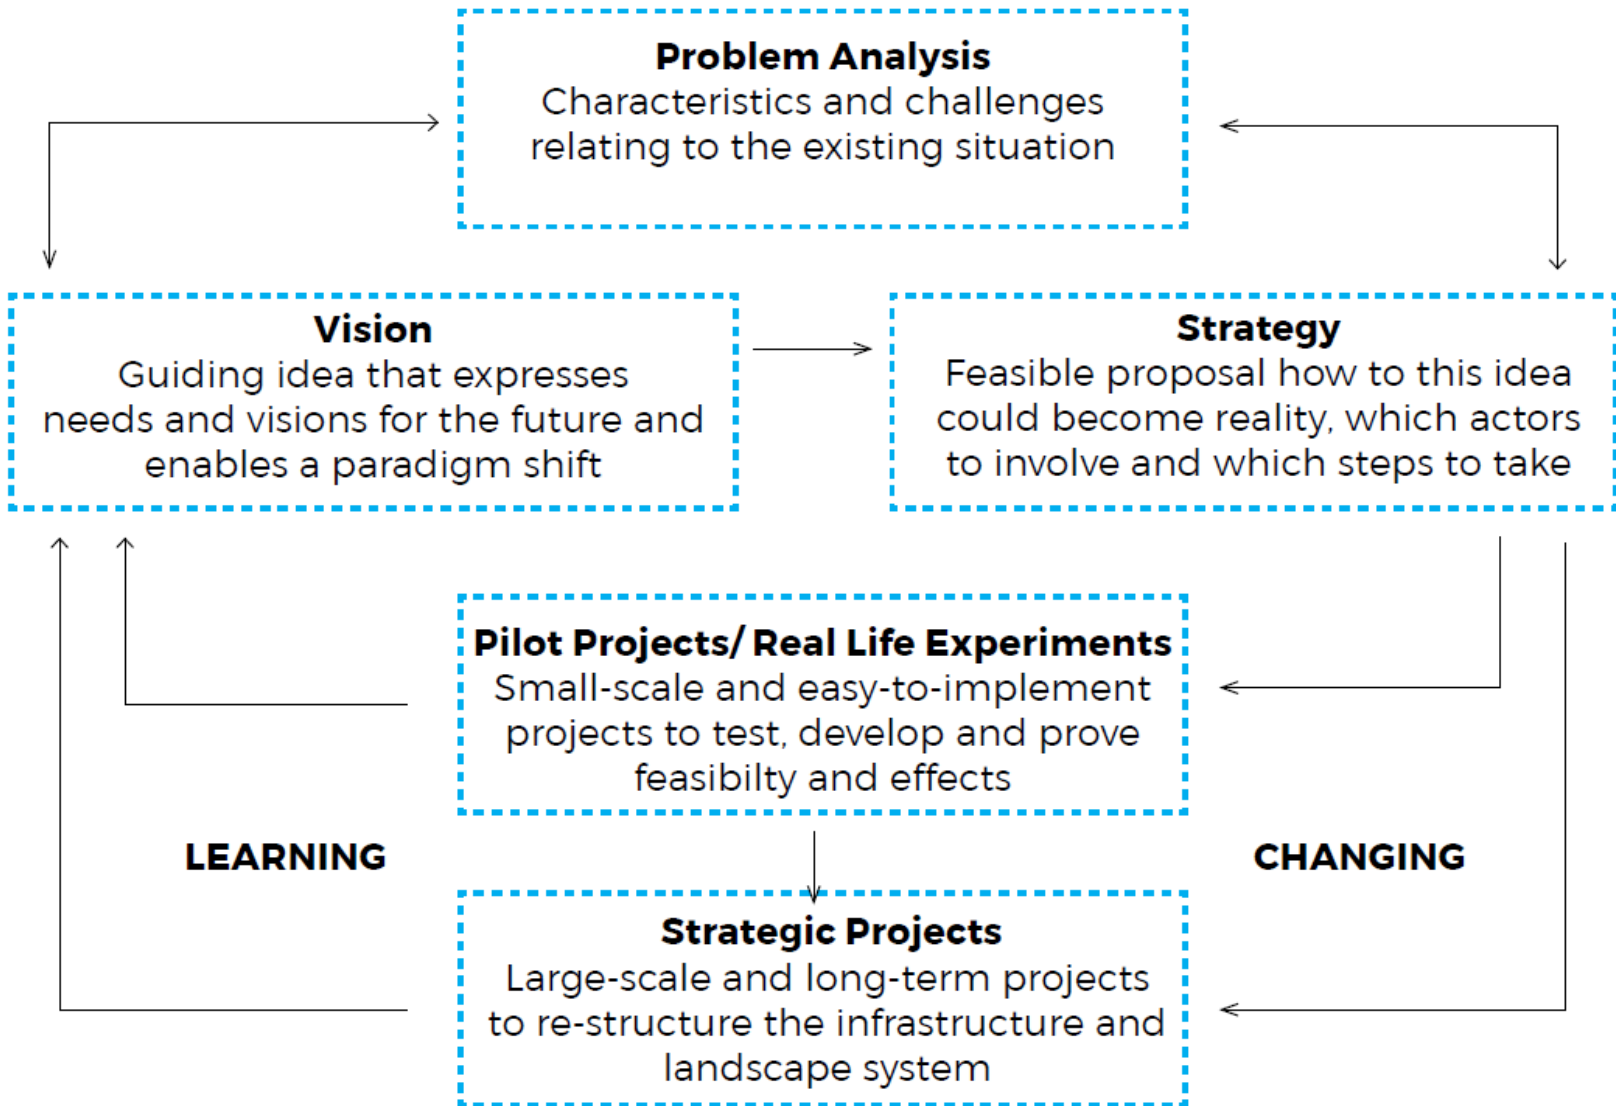 Problem Analysis
Characteristics and challenges
relating to the existing situation
Vision
Guiding idea that expresses
needs and visions for the future and
enables a paradigm shift
Strategy
Feasible proposal how to this idea
could become reality, which actors
to involve and which steps to take
Pilot Projects/ Real Life Experiments
Small-scale and easy-to-implement
projects to test, develop and prove
feasibilty and effects
LEARNING
CHANGING
Strategic Projects
Large-scale and long-term projects
to re-structure the infrastructure and
landscape system